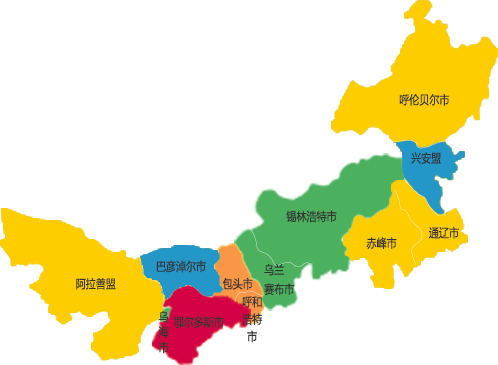 呼伦贝尔市
兴安盟
锡林浩特市
通辽市
赤峰市
巴彦淖尔市
乌兰
赛布市
阿拉善盟
包头市
呼和
浩特
市
鄂尔多斯市
乌
海
市